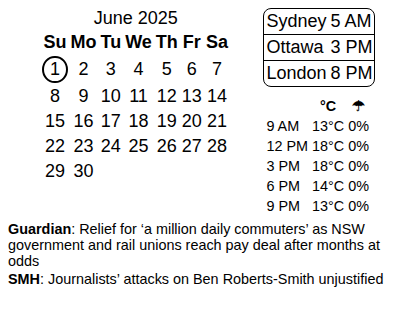 June 2025
Su Mo Tu We Th Fr Sa
1 2 3 4 5 6 7
8 9 10 11 12 13 14
15 16 17 18 19 20 21
22 23 24 25 26 27 28
29 30
Sydney 5 AM
Ottawa 3 PM
London 8 PM
°C ☂
9 AM 13°C 0%
12 PM 18°C 0%
3 PM 18°C 0%
6 PM 14°C 0%
9 PM 13°C 0%
Guardian: Relief for ‘a million daily commuters’ as NSW
government and rail unions reach pay deal after months at
odds
SMH: Journalists’ attacks on Ben Roberts-Smith unjustified